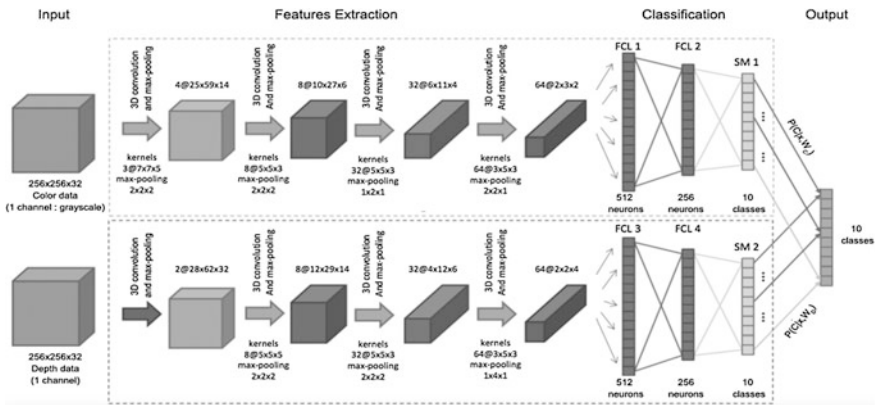 Input
Features Extraction
Classification
Output
3D convolution
And max-pooling
4@25x59x14
3D convolution
And max-pooling
8@10x27x6
3D convolution
And max-pooling
32@6x11x4
3D convolution
And max-pooling
64@2x3x2
FCL 1
FCL 2
SM 1
kernels
3@7x7x5
max-pooling
2x2x2
kernels
8@5x5x3
max-pooling
2x2x2
kernels
32@5x5x3
max-pooling
1x2x1
kernels
64@3x5x3
max-pooling
2x2x1
256x256x32
Color data
(1 channel : grayscale)
512
neurons
256
neurons
10
classes
P(C|x,W_C)
10
classes
3D convolution
and max-pooling
2@28x62x32
3D convolution
And max-pooling
8@12x29x14
3D convolution
And max-pooling
32@4x12x6
3D convolution
And max-pooling
64@2x2x4
FCL 3
FCL 4
SM 2
kernels
8@5x5x5
max-pooling
2x2x2
kernels
32@5x5x3
max-pooling
2x2x2
kernels
64@3x5x3
max-pooling
1x4x1
256x256x32
Depth data
(1 channel)
512
neurons
256
neurons
10
classes
P(C|x,W_D)